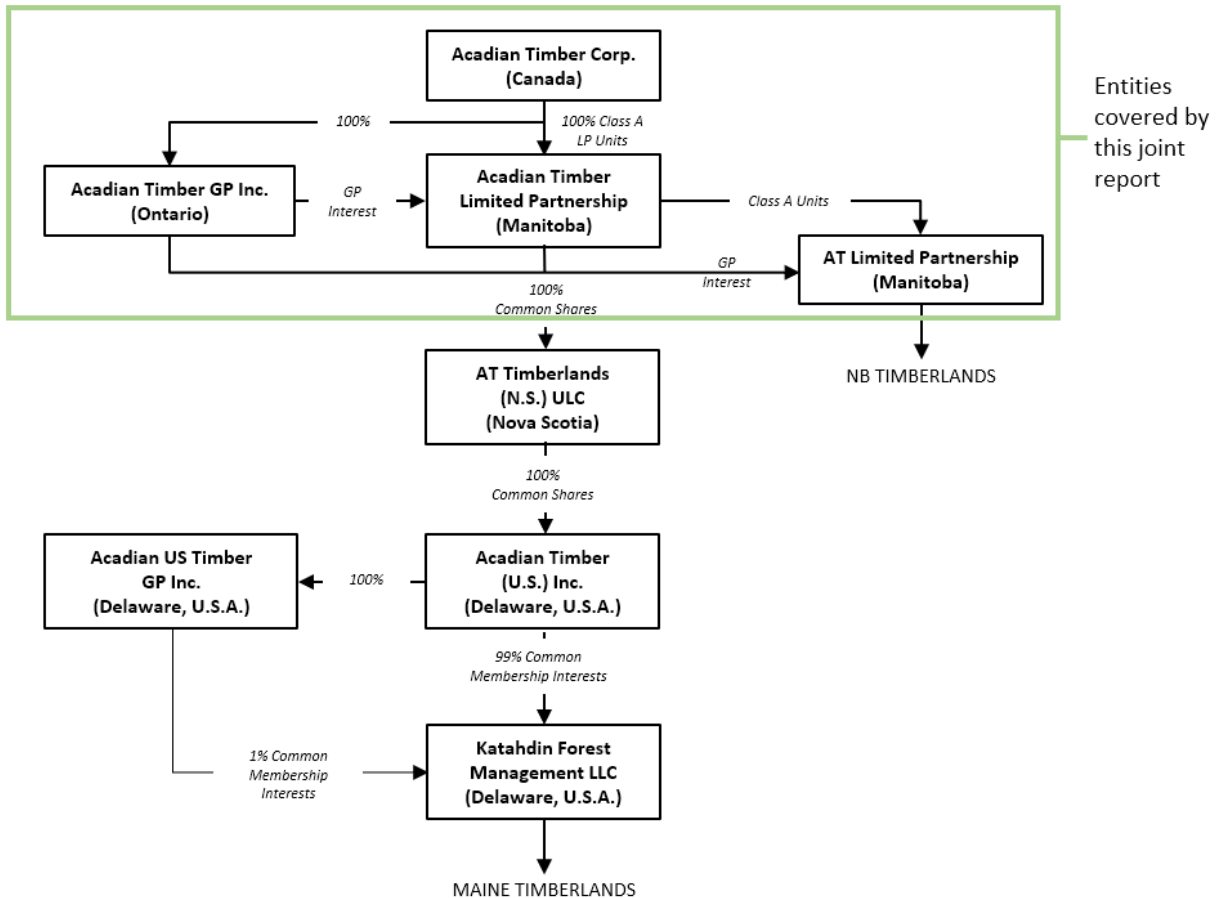 Acadian Timber Corp.
(Canada)
Entities
covered by
this joint
report
100%
100% Class A
LP Units
Acadian Timber GP Inc.
(Ontario)
GP
Interest
Acadian Timber
Limited Partnership
(Manitoba)
Class A Units
GP
Interest
AT Limited Partnership
(Manitoba)
100%
Common Shares
AT Timberlands
(N.S.) ULC
(Nova Scotia)
NB TIMBERLANDS
100%
Common Shares
Acadian US Timber
GP Inc.
(Delaware, U.S.A.)
100%
Acadian Timber
(U.S.) Inc.
(Delaware, U.S.A.)
99% Common
Membership Interests
1% Common
Membership
Interests
Katahdin Forest
Management LLC
(Delaware, U.S.A.)
MAINE TIMBERLANDS